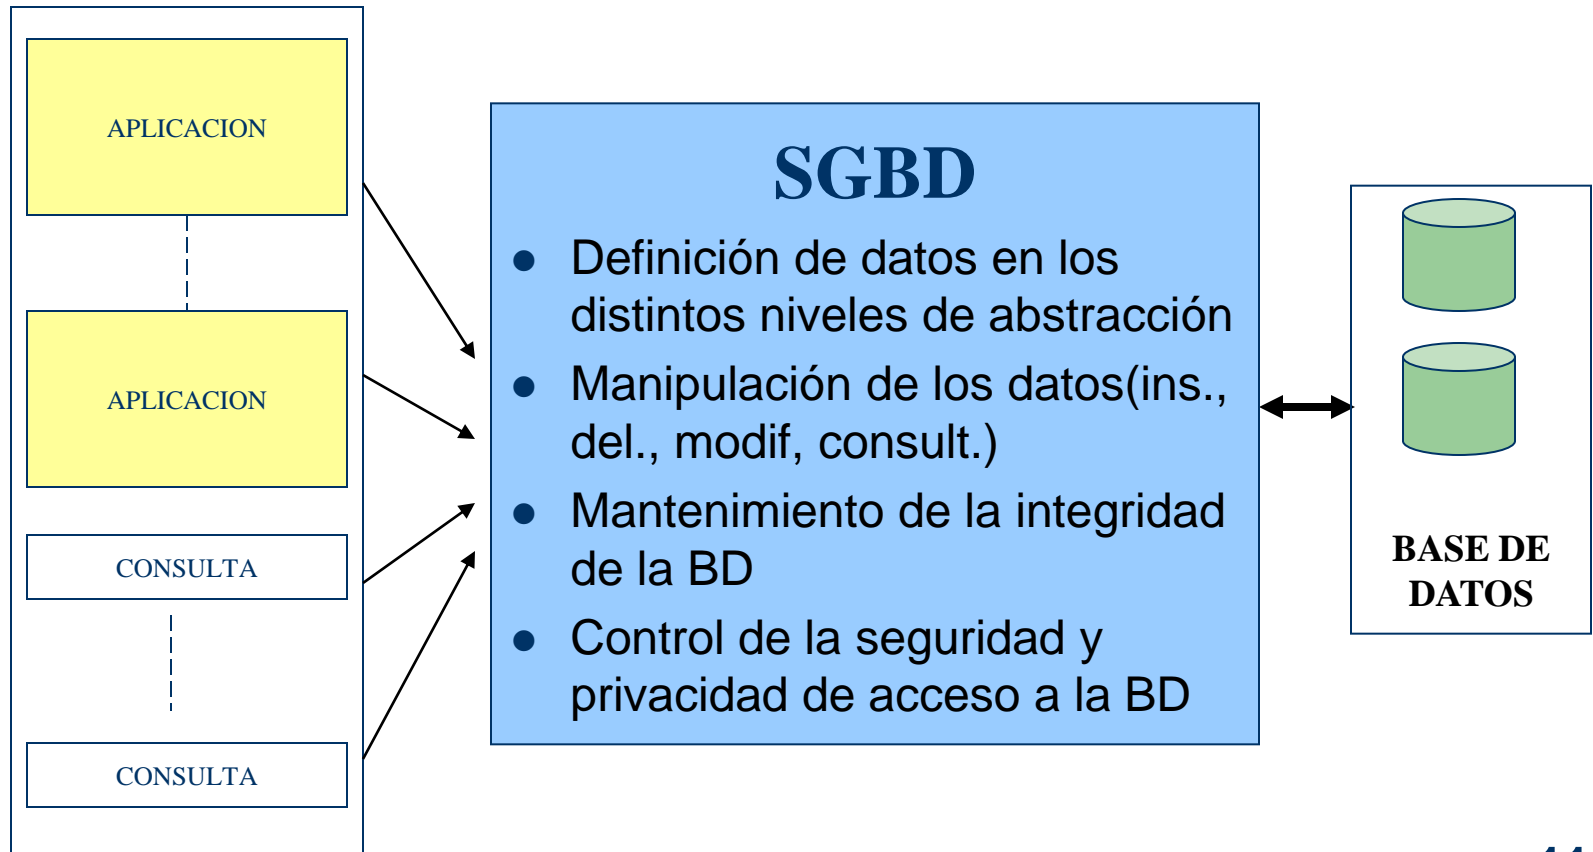 APLICACION
APLICACION
CONSULTA
CONSULTA
SGBD
● Definición de datos en los
distintos niveles de abstracción
● Manipulación de los datos(ins.,
del., modif, consult.)
● Mantenimiento de la integridad
de la BD
● Control de la seguridad y
privacidad de acceso a la BD
BASE DE
DATOS